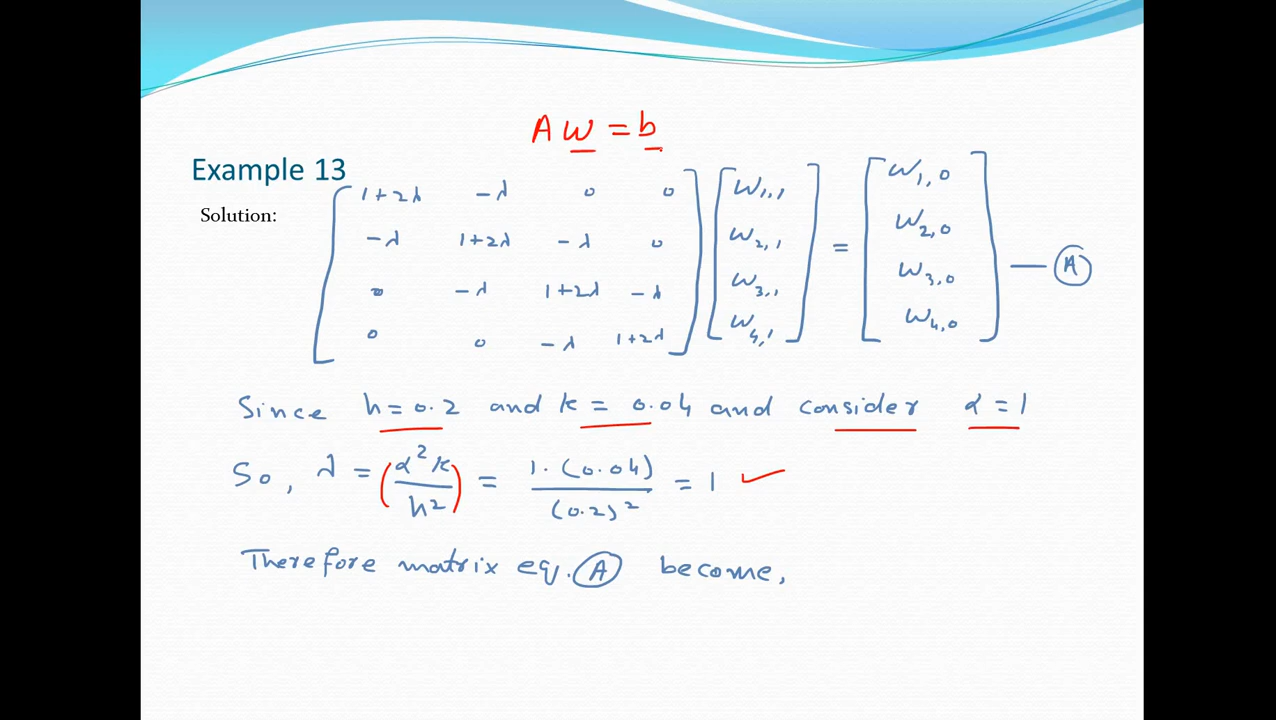 A w = b
Example 13
Solution:
[1+2λ -λ 0 0] [w1,1] [w1,0]
[-λ 1+2λ -λ 0] [w2,1] = [w2,0] — (A)
[0 -λ 1+2λ -λ] [w3,1] [w3,0]
[0 0 -λ 1+2λ] [w4,1] [w4,0]
Since h = 0.2 and k = 0.04 and consider α = 1
So, λ = (α²k / h²) = 1.(0.04) / (0.2)² = 1 ✓
Therefore matrix eq. (A) become,